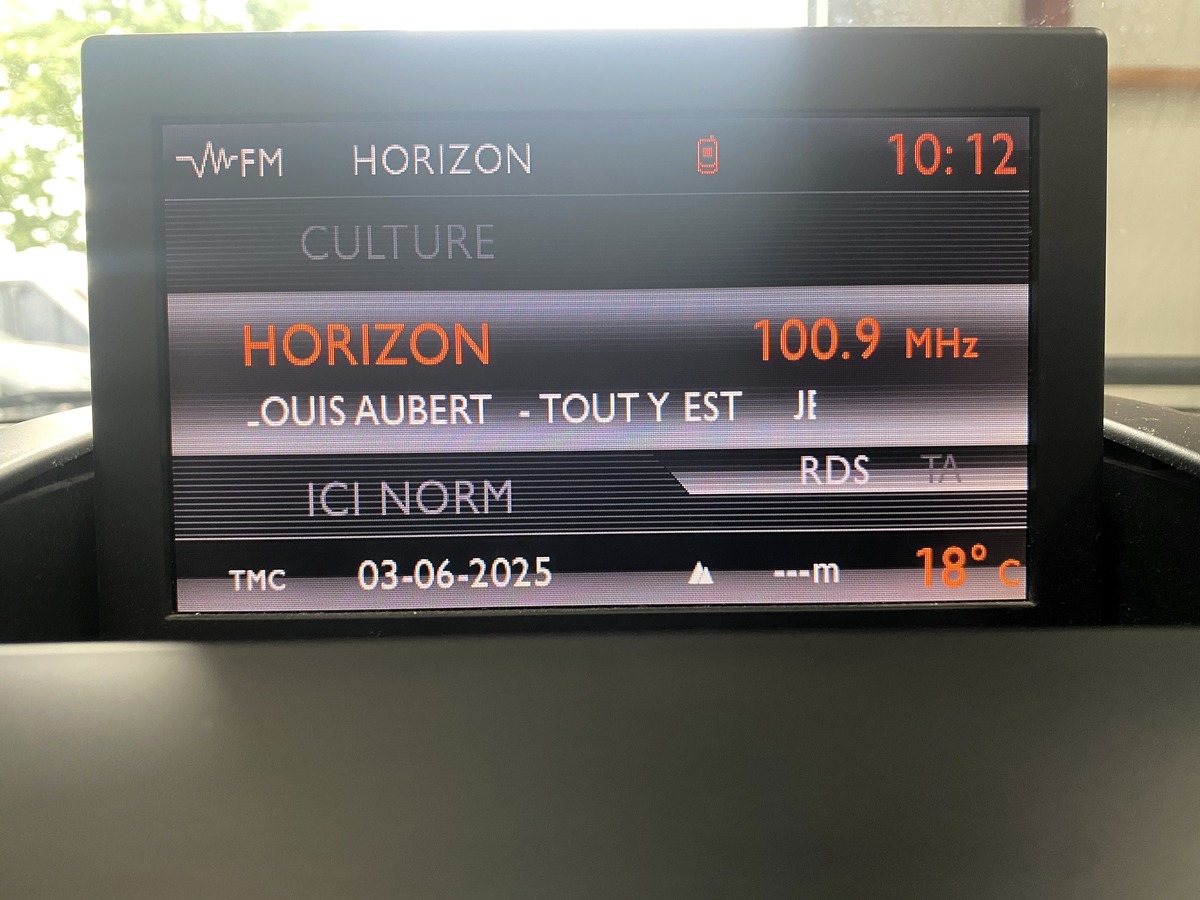 FM HORIZON 10:12
CULTURE
HORIZON 100.9 MHz
OUIS AUBERT - TOUT Y EST JE
RDS TA
ICI NORM
TMC 03-06-2025 ---m 18° C